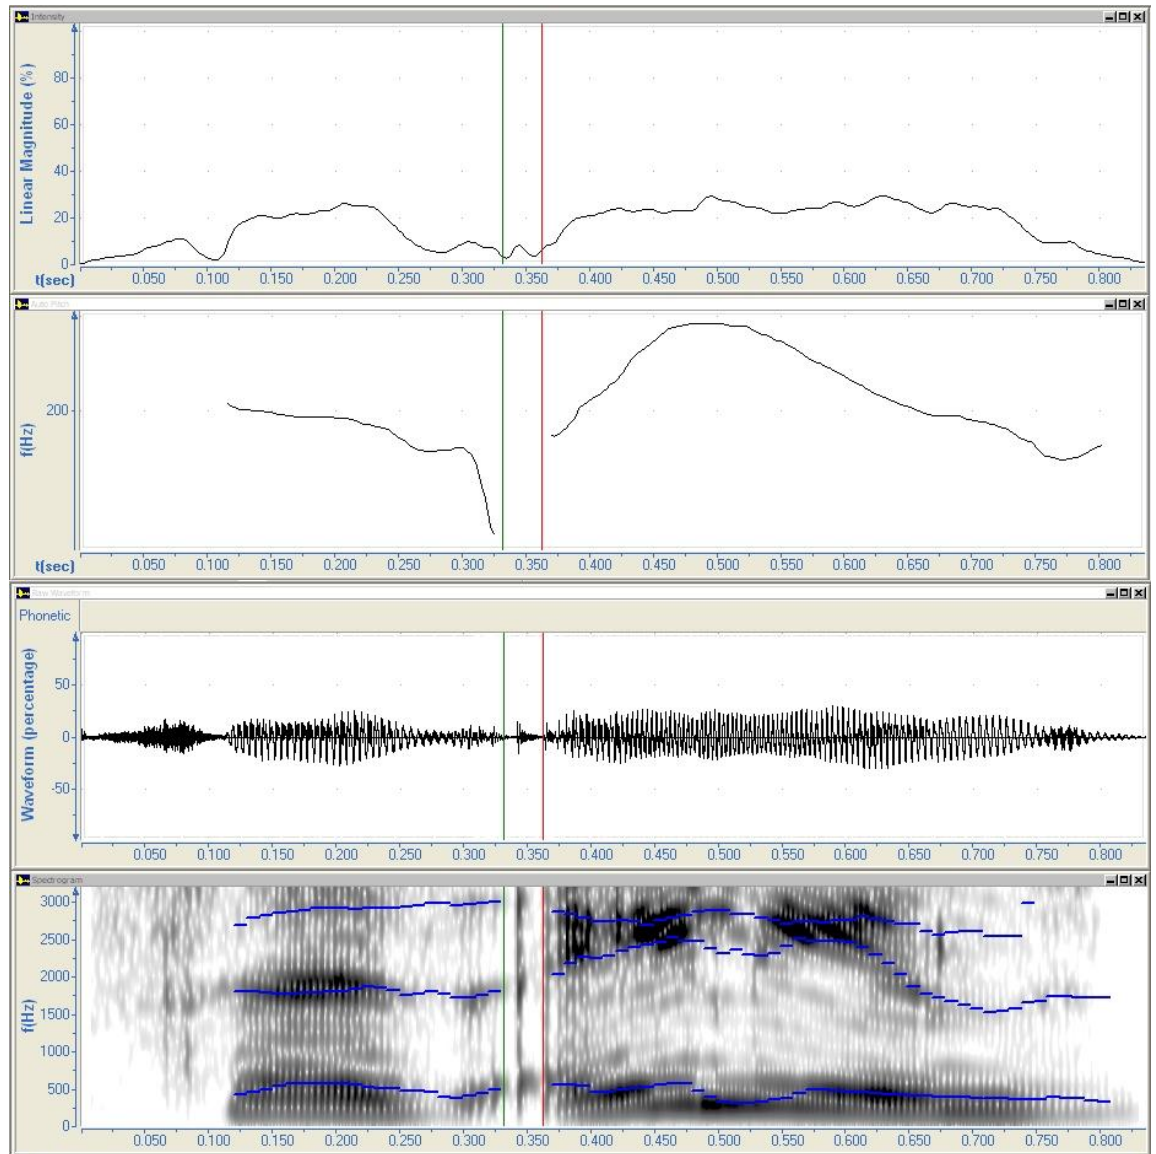 Intensity
Linear Magnitude (%)
80
60
40
20
0
t(sec)
0.050 0.100 0.150 0.200 0.250 0.300 0.350 0.400 0.450 0.500 0.550 0.600 0.650 0.700 0.750 0.800
Auto Pitch
f(Hz)
200
t(sec)
0.050 0.100 0.150 0.200 0.250 0.300 0.350 0.400 0.450 0.500 0.550 0.600 0.650 0.700 0.750 0.800
Raw Waveform
Phonetic
Waveform (percentage)
50
0
-50
0.050 0.100 0.150 0.200 0.250 0.300 0.350 0.400 0.450 0.500 0.550 0.600 0.650 0.700 0.750 0.800
Spectrogram
f(Hz)
3000
2500
2000
1500
1000
500
0
0.050 0.100 0.150 0.200 0.250 0.300 0.350 0.400 0.450 0.500 0.550 0.600 0.650 0.700 0.750 0.800